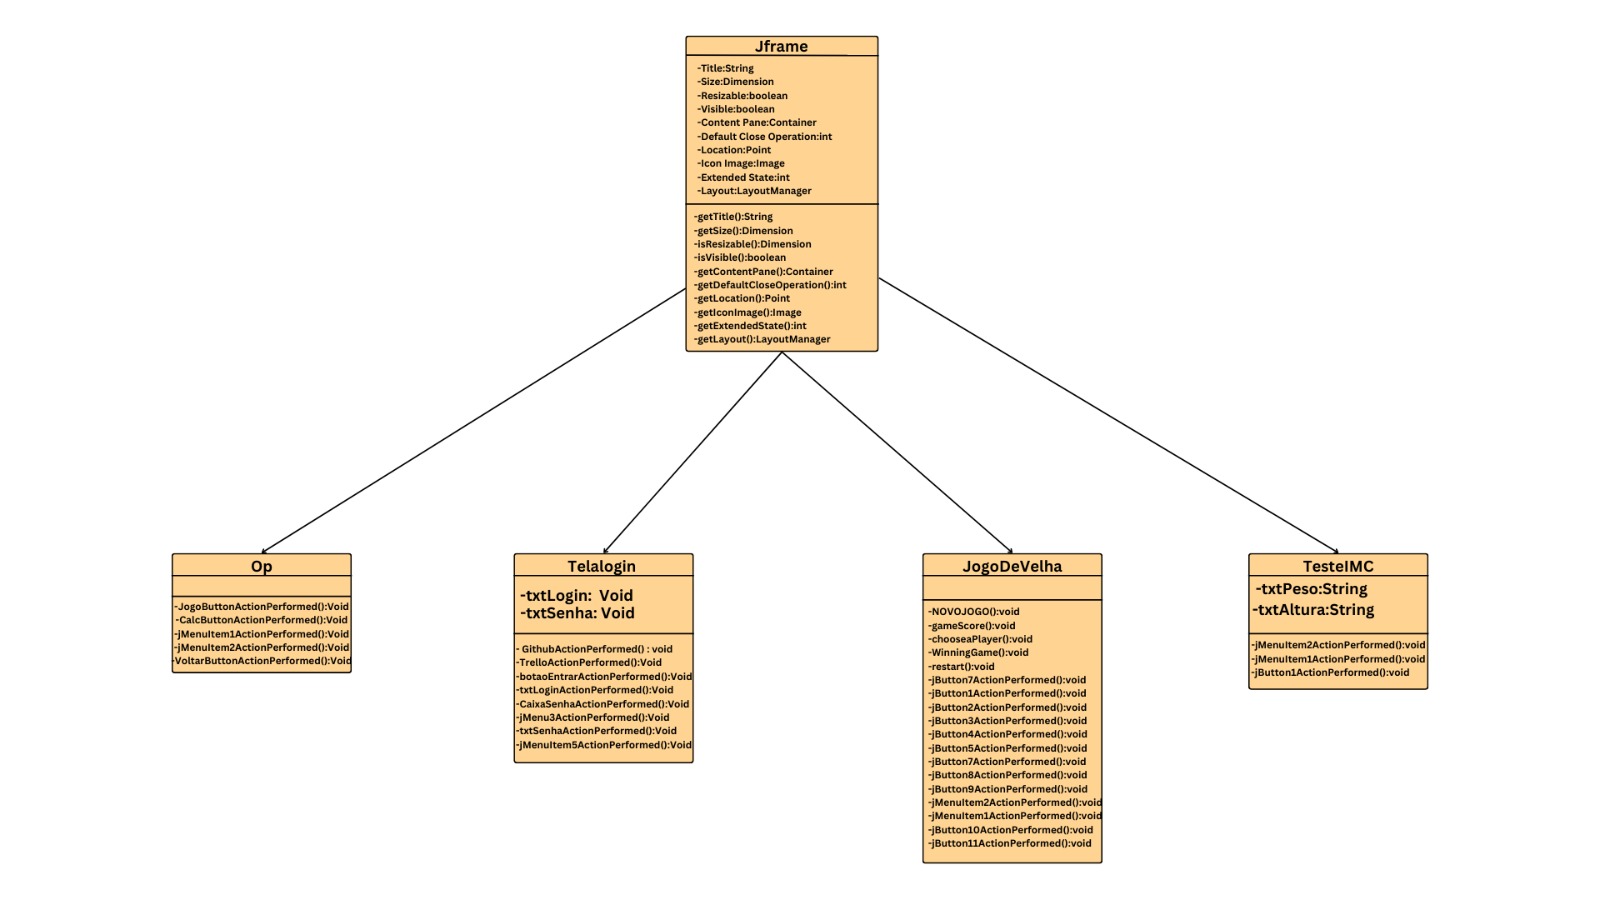 Jframe
-Title:String
-Size:Dimension
-Resizable:boolean
-Visible:boolean
-Content Pane:Container
-Default Close Operation:int
-Location:Point
-Icon Image:Image
-Extended State:int
-Layout:LayoutManager
-getTitle():String
-getSize():Dimension
-isResizable():Dimension
-isVisible():boolean
-getContentPane():Container
-getDefaultCloseOperation():int
-getLocation():Point
-getIconImage():Image
-getExtendedState():int
-getLayout():LayoutManager
Op
-JogoButtonActionPerformed():Void
-CalcButtonActionPerformed():Void
-jMenuItem1ActionPerformed():Void
-jMenuItem2ActionPerformed():Void
-VoltarButtonActionPerformed():Void
Telalogin
-txtLogin: Void
-txtSenha: Void
- GithubActionPerformed() : void
-TrelloActionPerformed():Void
-botaoEntrarActionPerformed():Void
-txtLoginActionPerformed():Void
-CaixaSenhaActionPerformed():Void
-jMenu3ActionPerformed():Void
-txtSenhaActionPerformed():Void
-jMenuItem5ActionPerformed():Void
JogoDeVelha
-NOVOJOGO():void
-gameScore():void
-chooseaPlayer():void
-WinningGame():void
-restart():void
-jButton7ActionPerformed():void
-jButton1ActionPerformed():void
-jButton2ActionPerformed():void
-jButton3ActionPerformed():void
-jButton4ActionPerformed():void
-jButton5ActionPerformed():void
-jButton7ActionPerformed():void
-jButton8ActionPerformed():void
-jButton9ActionPerformed():void
-jMenuItem2ActionPerformed():void
-jMenuItem1ActionPerformed():void
-jButton10ActionPerformed():void
-jButton11ActionPerformed():void
TesteIMC
-txtPeso:String
-txtAltura:String
-jMenuItem2ActionPerformed():void
-jMenuItem1ActionPerformed():void
-jButton1ActionPerformed():void